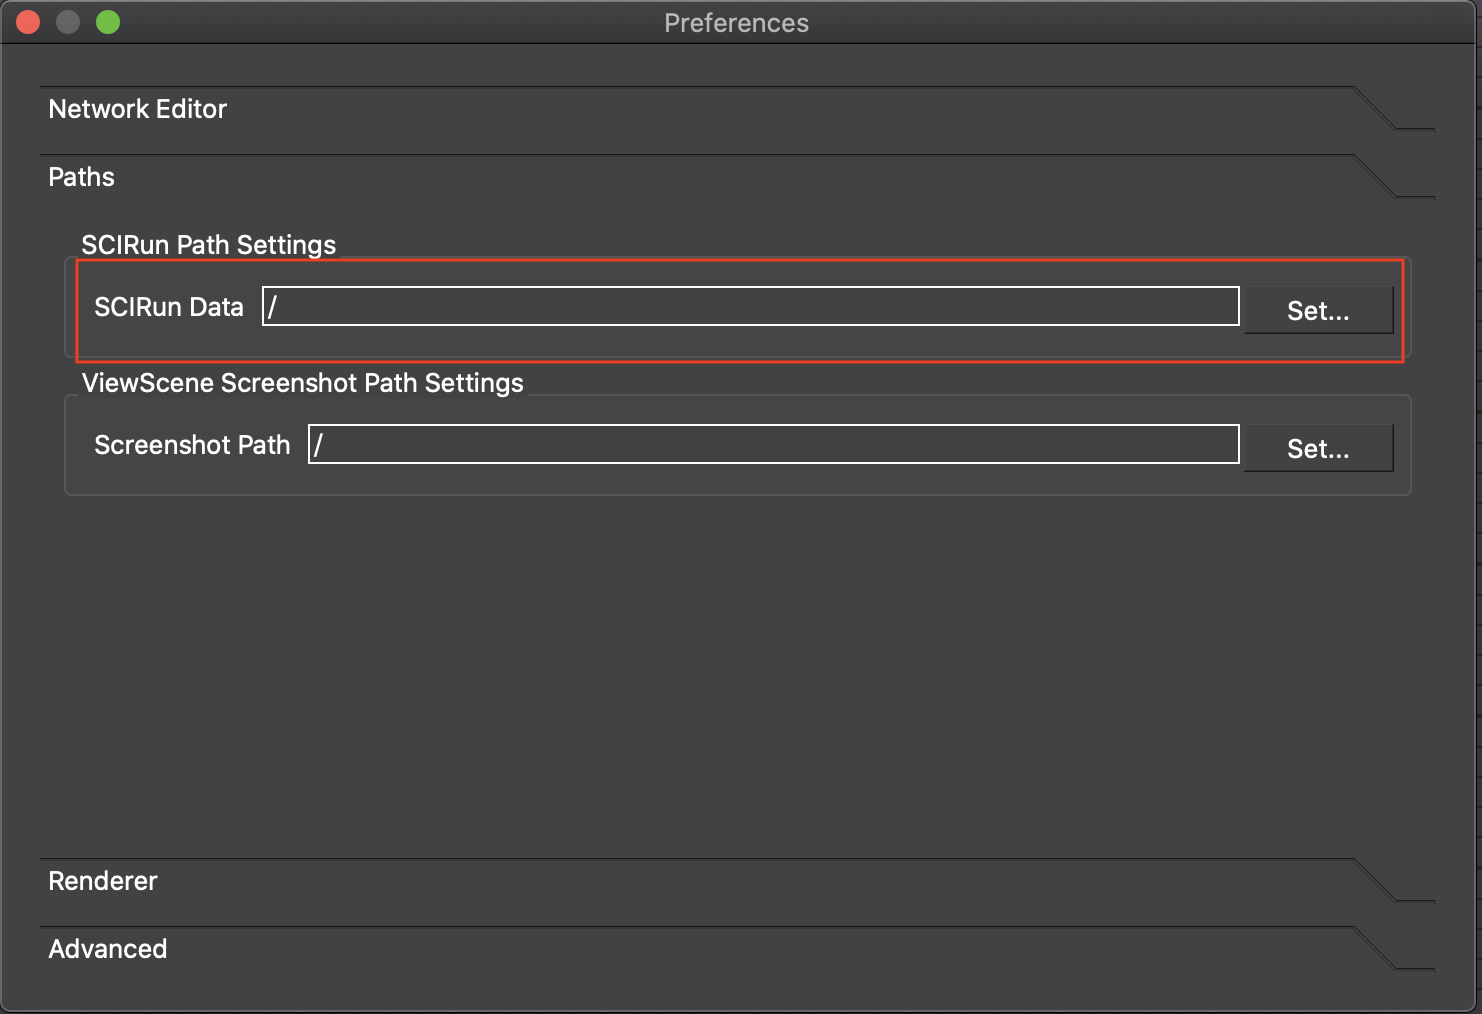 Preferences
Network Editor
Paths
SCIRun Path Settings
SCIRun Data / Set...
ViewScene Screenshot Path Settings
Screenshot Path / Set...
Renderer
Advanced